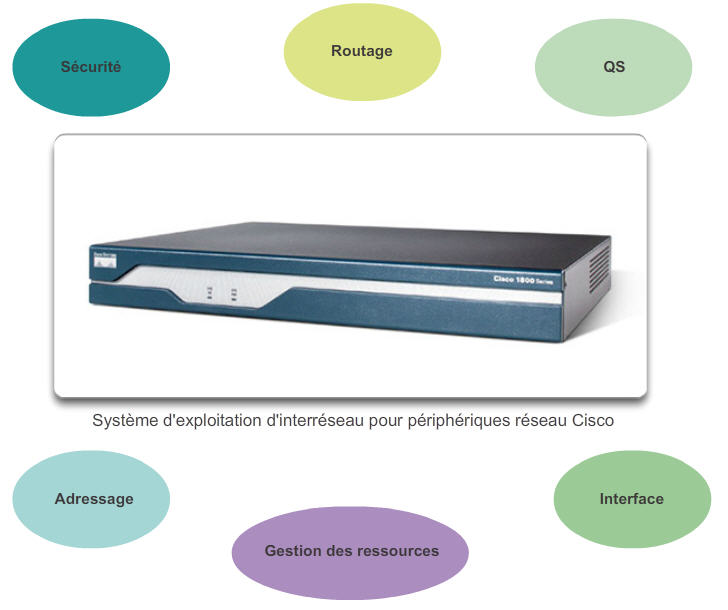 Sécurité
Routage
QS
Cisco 1800 Series
Système d'exploitation d'interréseau pour périphériques réseau Cisco
Adressage
Interface
Gestion des ressources